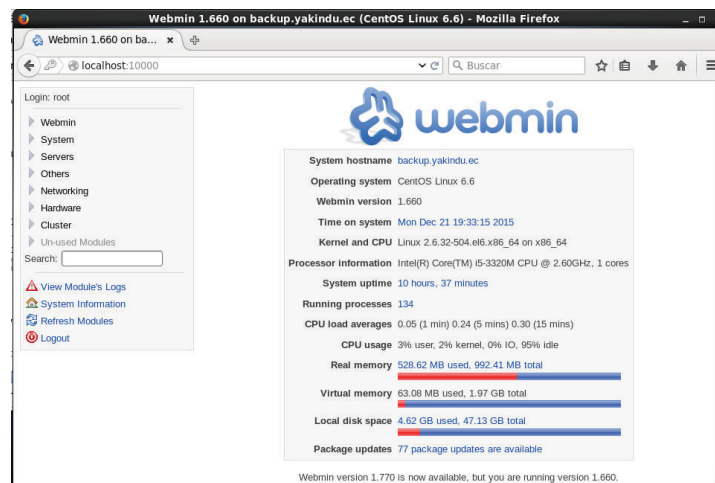 Webmin 1.660 on backup.yakindu.ec (CentOS Linux 6.6) - Mozilla Firefox
Webmin 1.660 on ba...
localhost:10000
Buscar
Login: root
Webmin
System
Servers
Others
Networking
Hardware
Cluster
Un-used Modules
Search:
View Module's Logs
System Information
Refresh Modules
Logout
webmin
System hostname backup.yakindu.ec
Operating system CentOS Linux 6.6
Webmin version 1.660
Time on system Mon Dec 21 19:33:15 2015
Kernel and CPU Linux 2.6.32-504.el6.x86_64 on x86_64
Processor information Intel(R) Core(TM) i5-3320M CPU @ 2.60GHz, 1 cores
System uptime 10 hours, 37 minutes
Running processes 134
CPU load averages 0.05 (1 min) 0.24 (5 mins) 0.30 (15 mins)
CPU usage 3% user, 2% kernel, 0% IO, 95% idle
Real memory 528.62 MB used, 992.41 MB total
Virtual memory 63.08 MB used, 1.97 GB total
Local disk space 4.62 GB used, 47.13 GB total
Package updates 77 package updates are available
Webmin version 1.770 is now available, but you are running version 1.660.